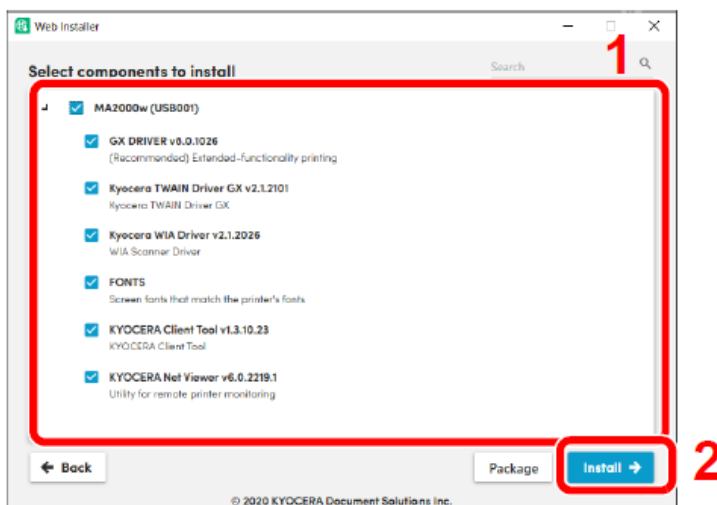 Web Installer
1
Select components to install
Search
MA2000w (USB001)
GX DRIVER v8.0.1026
(Recommended) Extended-functionality printing
Kyocera TWAIN Driver GX v2.1.2101
Kyocera TWAIN Driver GX
Kyocera WIA Driver v2.1.2026
WIA Scanner Driver
FONTS
Screen fonts that match the printer's fonts
KYOCERA Client Tool v1.3.10.23
KYOCERA Client Tool
KYOCERA Net Viewer v6.0.2219.1
Utility for remote printer monitoring
Back
Package
Install
2
© 2020 KYOCERA Document Solutions Inc.